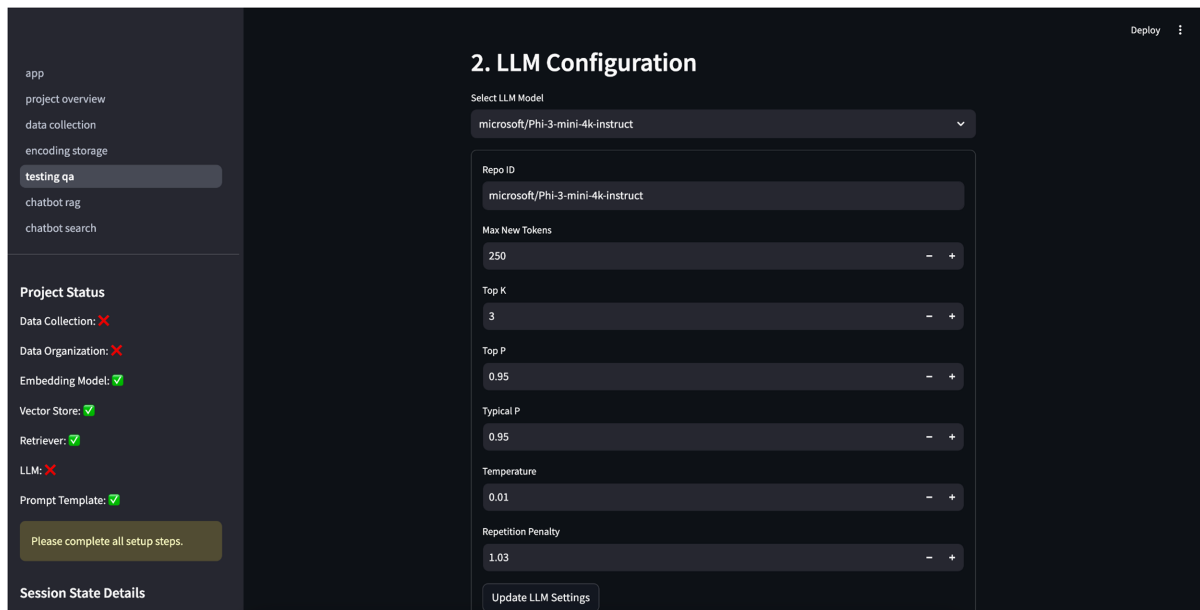 Deploy
app
project overview
data collection
encoding storage
testing qa
chatbot rag
chatbot search
Project Status
Data Collection: ❌
Data Organization: ❌
Embedding Model: ✅
Vector Store: ✅
Retriever: ✅
LLM: ❌
Prompt Template: ✅
Please complete all setup steps.
Session State Details
2. LLM Configuration
Select LLM Model
microsoft/Phi-3-mini-4k-instruct
Repo ID
microsoft/Phi-3-mini-4k-instruct
Max New Tokens
250
Top K
3
Top P
0.95
Typical P
0.95
Temperature
0.01
Repetition Penalty
1.03
Update LLM Settings